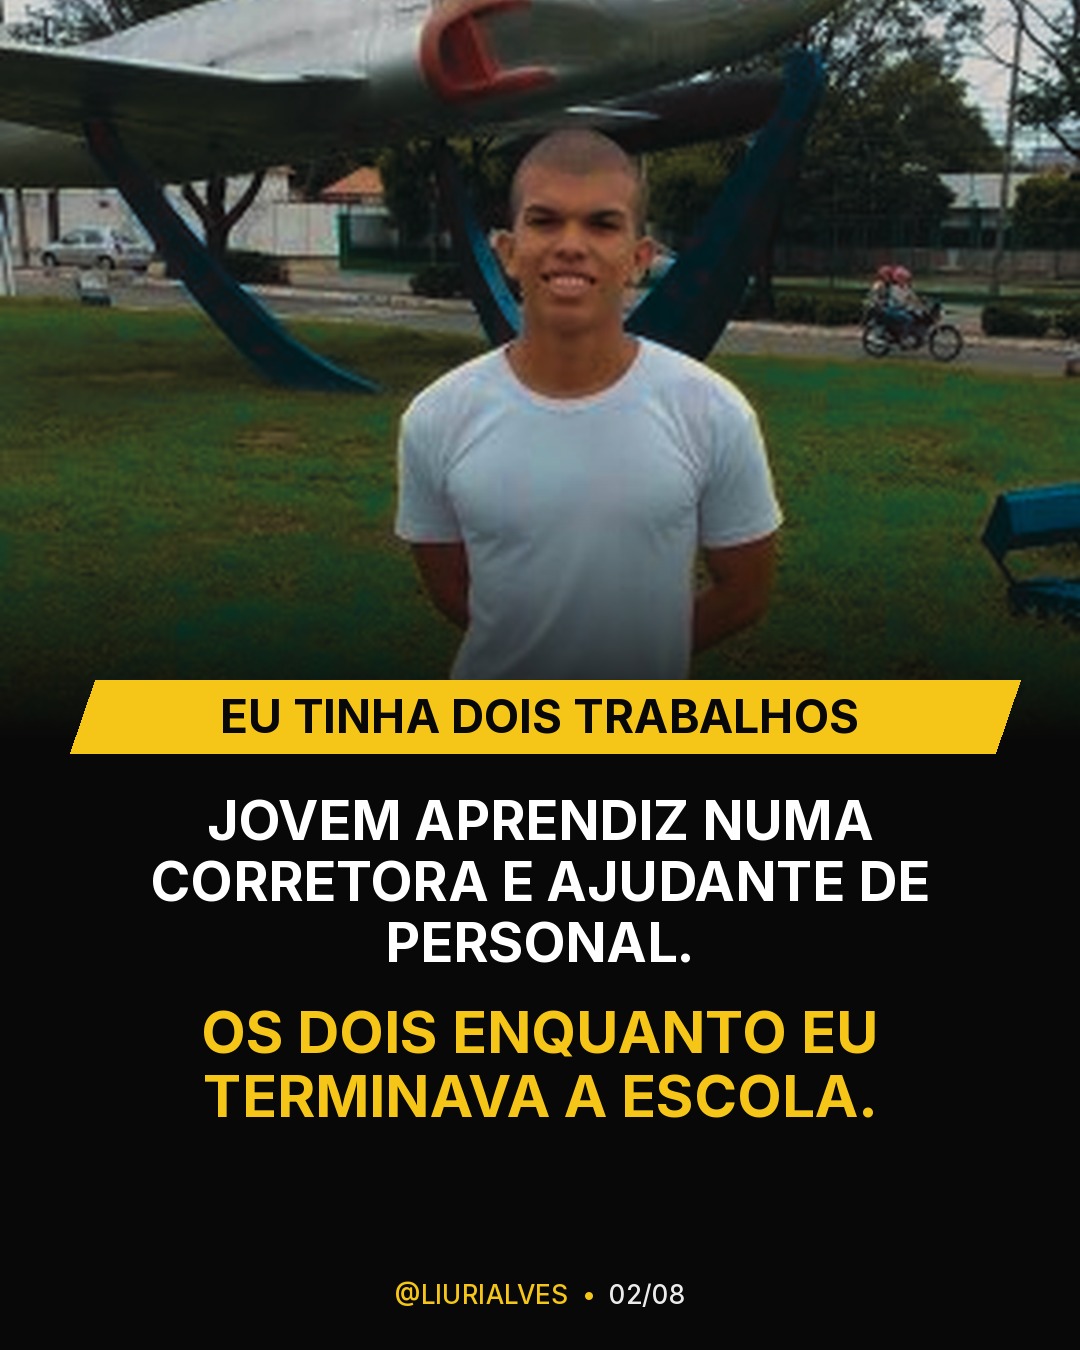 EU TINHA DOIS TRABALHOS
JOVEM APRENDIZ NUMA
CORRETORA E AJUDANTE DE
PERSONAL.
OS DOIS ENQUANTO EU
TERMINAVA A ESCOLA.
@LIURIALVES • 02/08